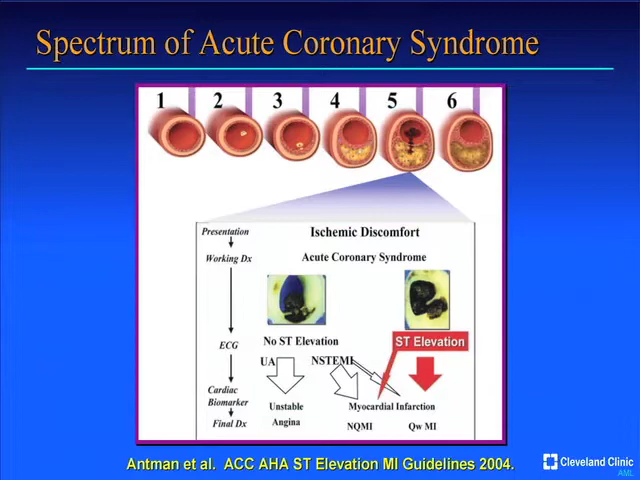 Spectrum of Acute Coronary Syndrome
1 2 3 4 5 6
Presentation
Ischemic Discomfort
Working Dx
Acute Coronary Syndrome
No ST Elevation
ST Elevation
ECG
UA
NSTEMI
Cardiac
Biomarker
Final Dx
Unstable
Angina
Myocardial Infarction
NQMI
Qw MI
Antman et al. ACC AHA ST Elevation MI Guidelines 2004.
Cleveland Clinic
AML